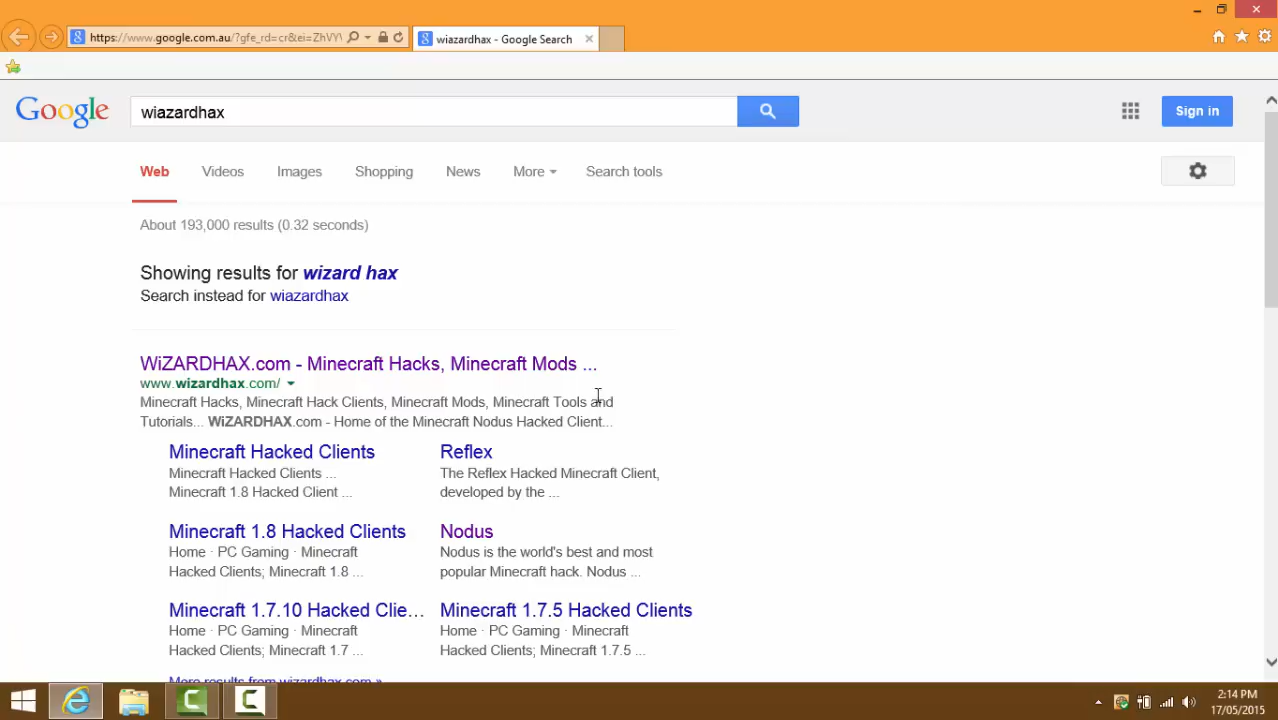 https://www.google.com.au/?gfe_rd=cr&ei=ZhVY
wiazardhax - Google Search
Google
wiazardhax
Sign in
Web Videos Images Shopping News More Search tools
About 193,000 results (0.32 seconds)
Showing results for wizard hax
Search instead for wiazardhax
WiZARDHAX.com - Minecraft Hacks, Minecraft Mods ...
www.wizardhax.com/
Minecraft Hacks, Minecraft Hack Clients, Minecraft Mods, Minecraft Tools and
Tutorials... WiZARDHAX.com - Home of the Minecraft Nodus Hacked Client...
Minecraft Hacked Clients
Minecraft Hacked Clients ...
Minecraft 1.8 Hacked Client ...
Reflex
The Reflex Hacked Minecraft Client,
developed by the ...
Minecraft 1.8 Hacked Clients
Home · PC Gaming · Minecraft
Hacked Clients; Minecraft 1.8 ...
Nodus
Nodus is the world's best and most
popular Minecraft hack. Nodus ...
Minecraft 1.7.10 Hacked Clie...
Home · PC Gaming · Minecraft
Hacked Clients; Minecraft 1.7 ...
Minecraft 1.7.5 Hacked Clients
Home · PC Gaming · Minecraft
Hacked Clients; Minecraft 1.7.5 ...
More results from wizardhax.com »
2:14 PM
17/05/2015